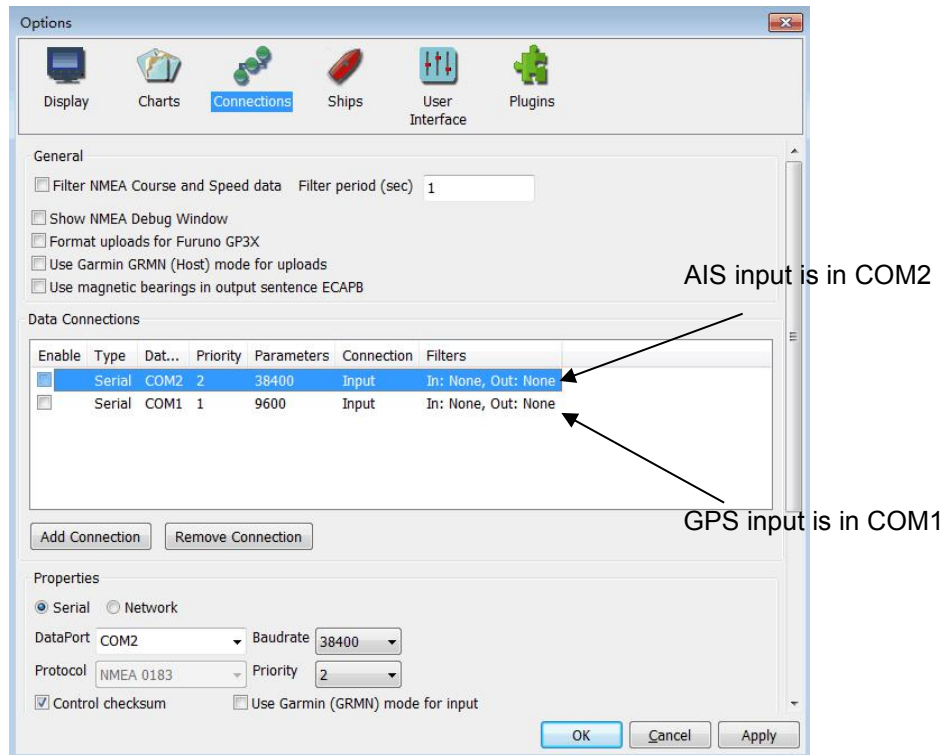 Options
Display Charts Connections Ships User Interface Plugins
General
Filter NMEA Course and Speed data Filter period (sec) 1
Show NMEA Debug Window
Format uploads for Furuno GP3X
Use Garmin GRMN (Host) mode for uploads
Use magnetic bearings in output sentence ECAPB
AIS input is in COM2
Data Connections
Enable Type Dat... Priority Parameters Connection Filters
Serial COM2 2 38400 Input In: None, Out: None
Serial COM1 1 9600 Input In: None, Out: None
GPS input is in COM1
Add Connection Remove Connection
Properties
Serial Network
DataPort COM2 Baudrate 38400
Protocol NMEA 0183 Priority 2
Control checksum Use Garmin (GRMN) mode for input
OK Cancel Apply